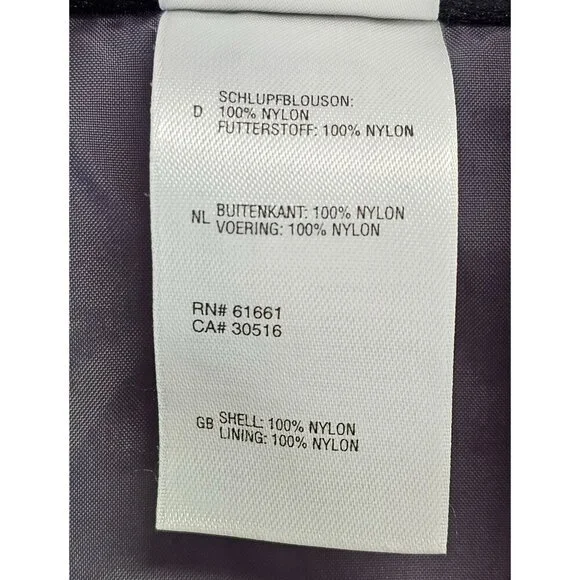 SCHLUPFBLOUSON:
D 100% NYLON
FUTTERSTOFF: 100% NYLON
NL BUITENKANT: 100% NYLON
VOERING: 100% NYLON
RN# 61661
CA# 30516
GB SHELL: 100% NYLON
LINING: 100% NYLON